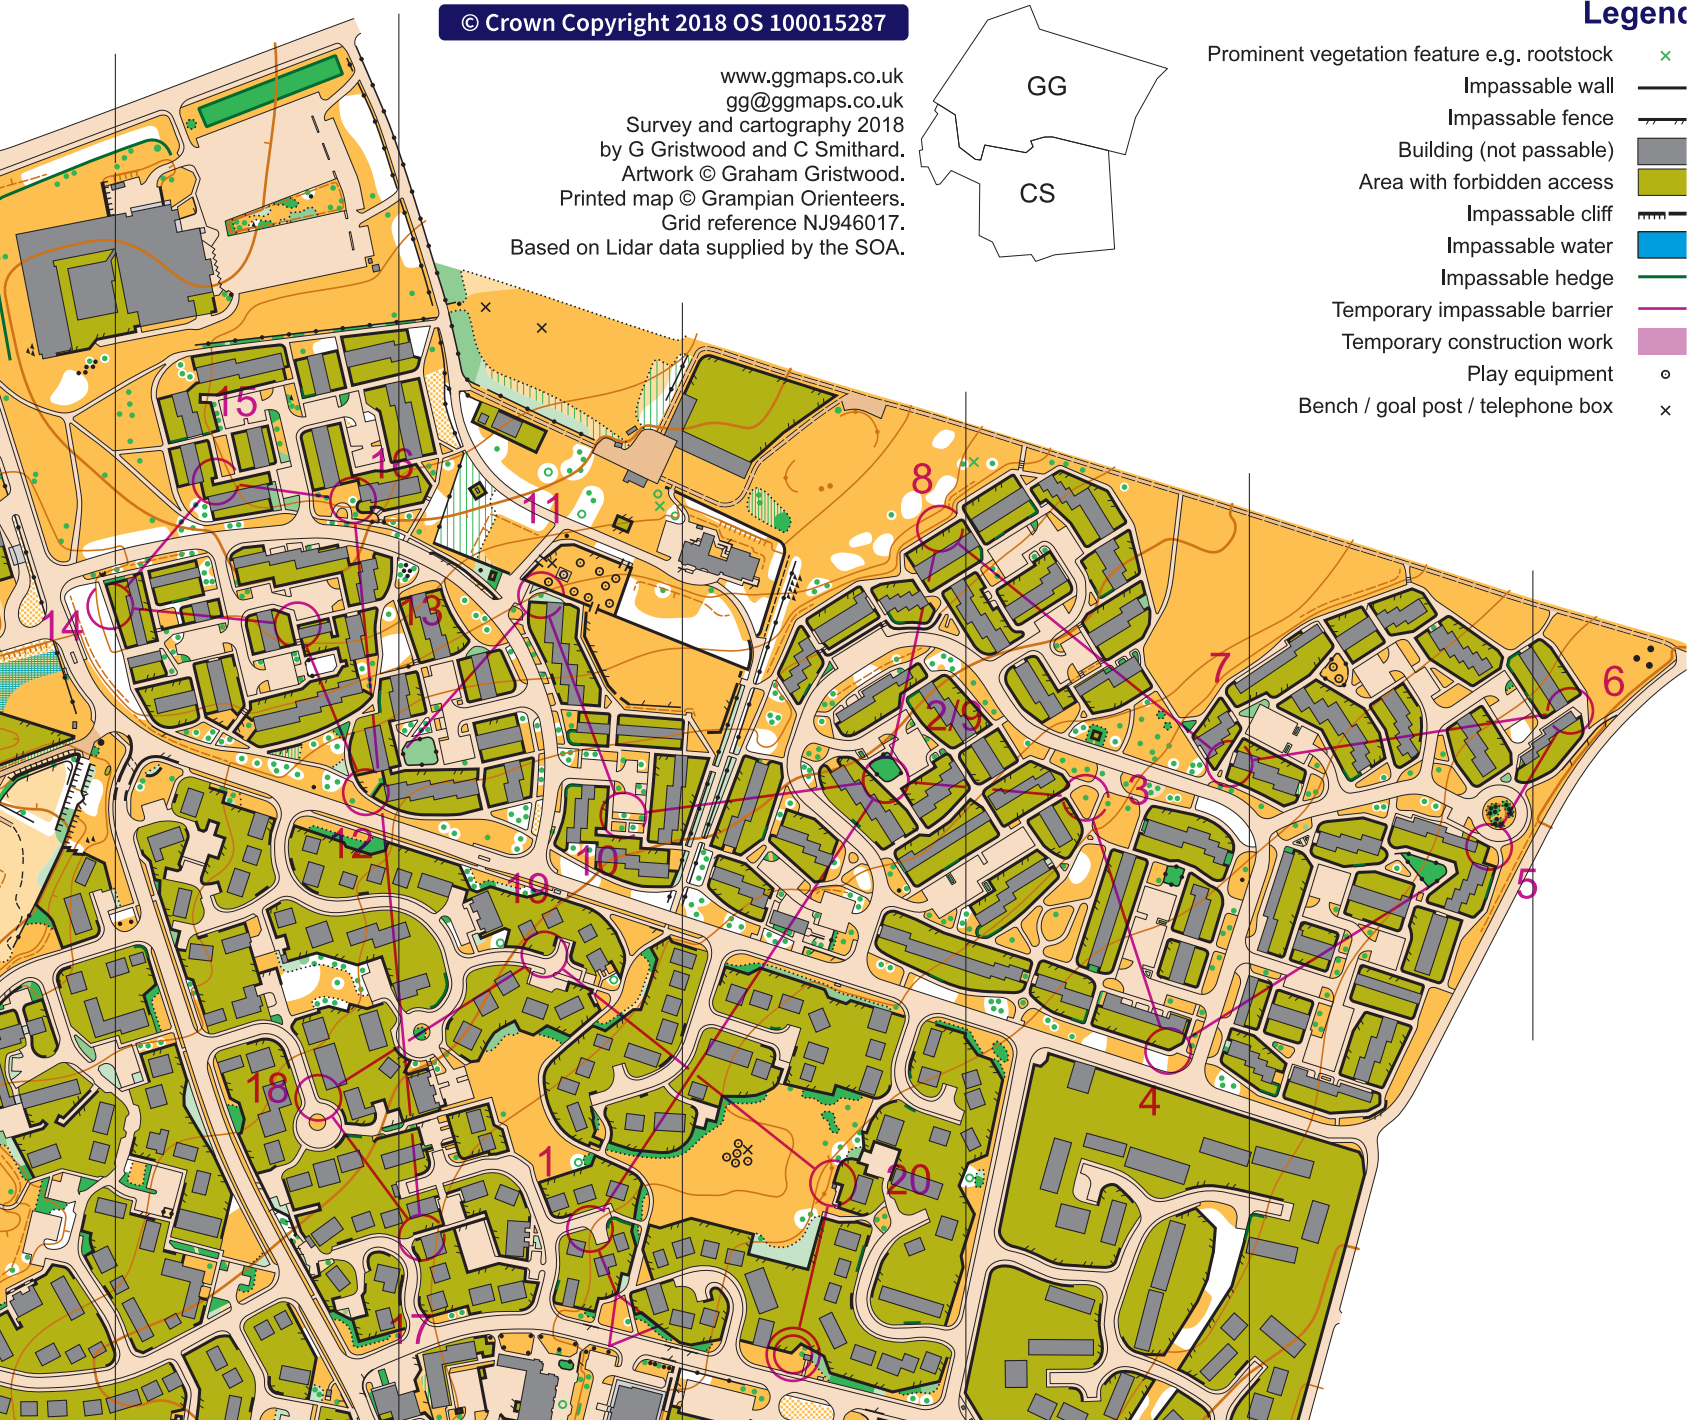 © Crown Copyright 2018 OS 100015287
www.ggmaps.co.uk
gg@ggmaps.co.uk
Survey and cartography 2018
by G Gristwood and C Smithard.
Artwork © Graham Gristwood.
Printed map © Grampian Orienteers.
Grid reference NJ946017.
Based on Lidar data supplied by the SOA.
GG
CS
Legend
Prominent vegetation feature e.g. rootstock
Impassable wall
Impassable fence
Building (not passable)
Area with forbidden access
Impassable cliff
Impassable water
Impassable hedge
Temporary impassable barrier
Temporary construction work
Play equipment
Bench / goal post / telephone box
15
16
11
8
14
13
7
6
2/9
3
12
10
19
5
18
4
1
20
17